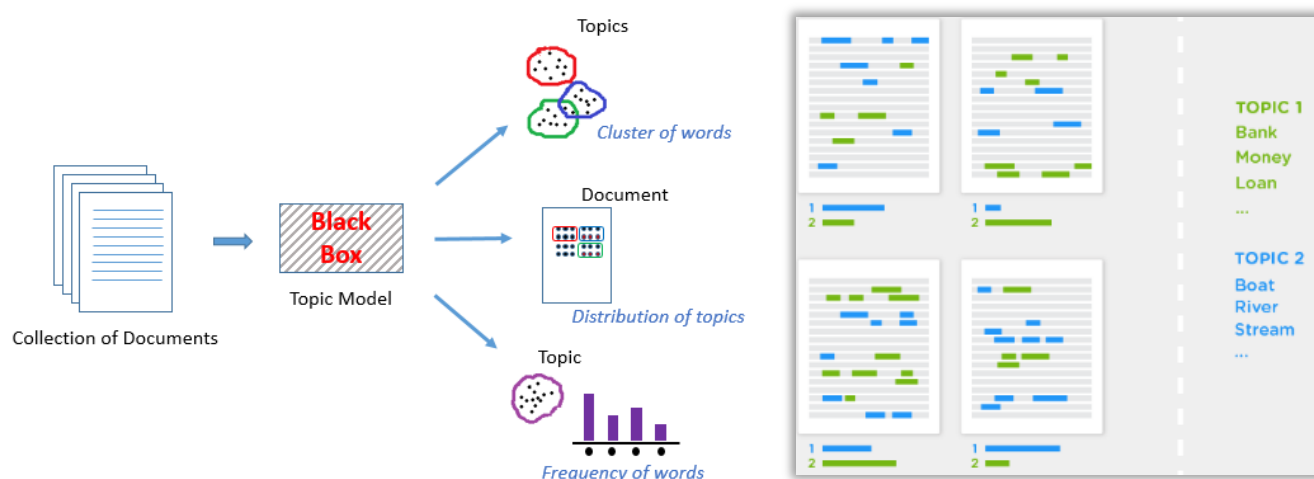 Topics
Cluster of words
Collection of Documents
Black
Box
Topic Model
Document
Distribution of topics
Topic
Frequency of words
1
2
1
2
1
2
1
2
TOPIC 1
Bank
Money
Loan
...
TOPIC 2
Boat
River
Stream
...